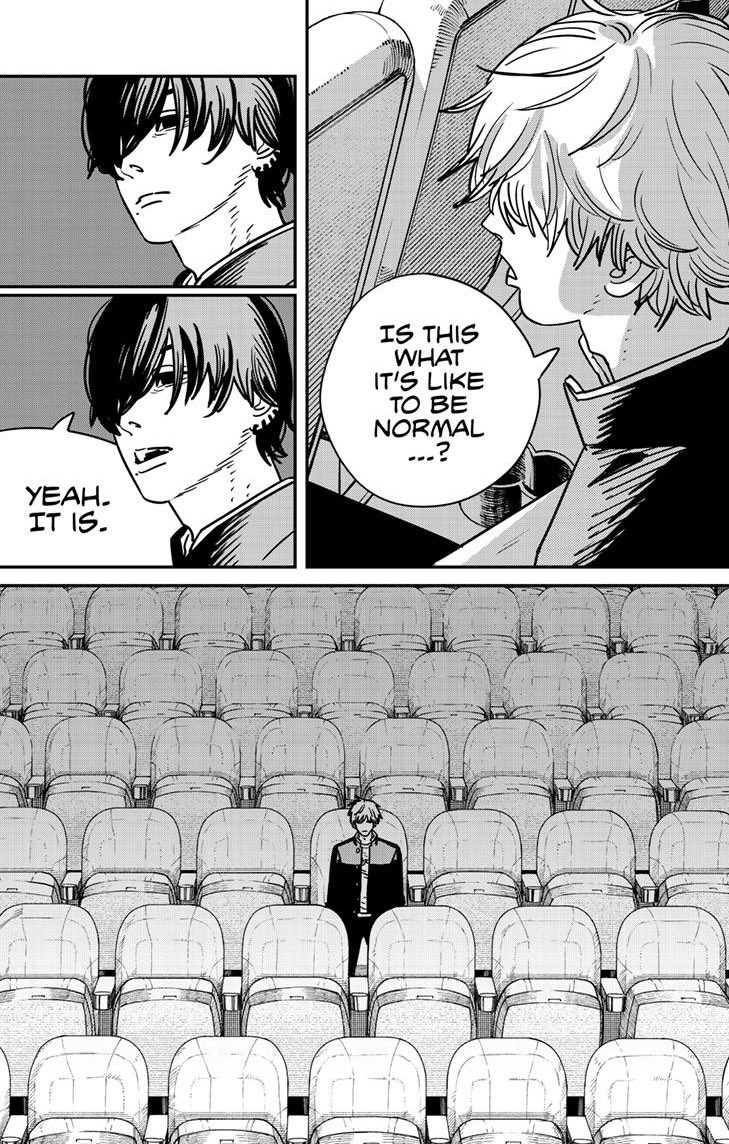 IS THIS
WHAT
IT'S LIKE
TO BE
NORMAL
...?
YEAH.
IT IS.